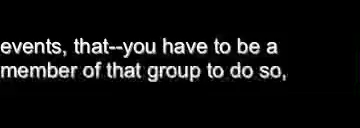 events, that--you have to be a
member of that group to do so,